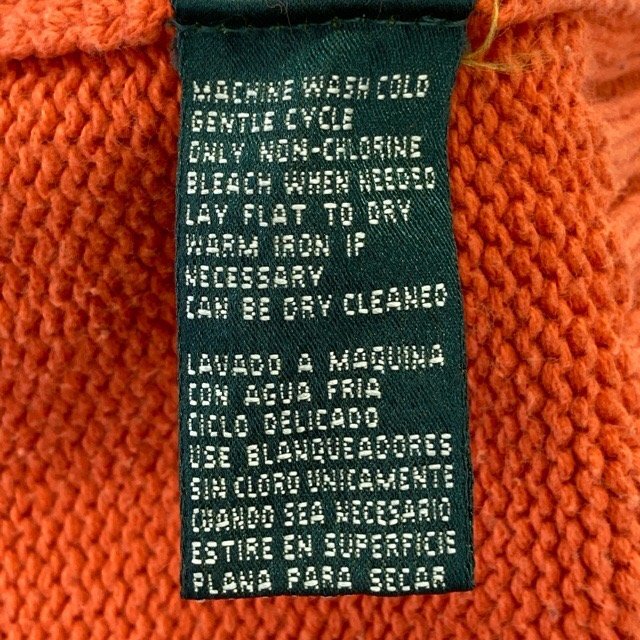 MACHINE WASH COLD
GENTLE CYCLE
ONLY NON-CHLORINE
BLEACH WHEN NEEDED
LAY FLAT TO DRY
WARM IRON IF
NECESSARY
CAN BE DRY CLEANED
LAVADO A MAQUINA
CON AGUA FRIA
CICLO DELICADO
USE BLANQUEADORES
SIN CLORO UNICAMENTE
CUANDO SEA NECESARIO
ESTIRE EN SUPERFICIE
PLANA PARA SECAR